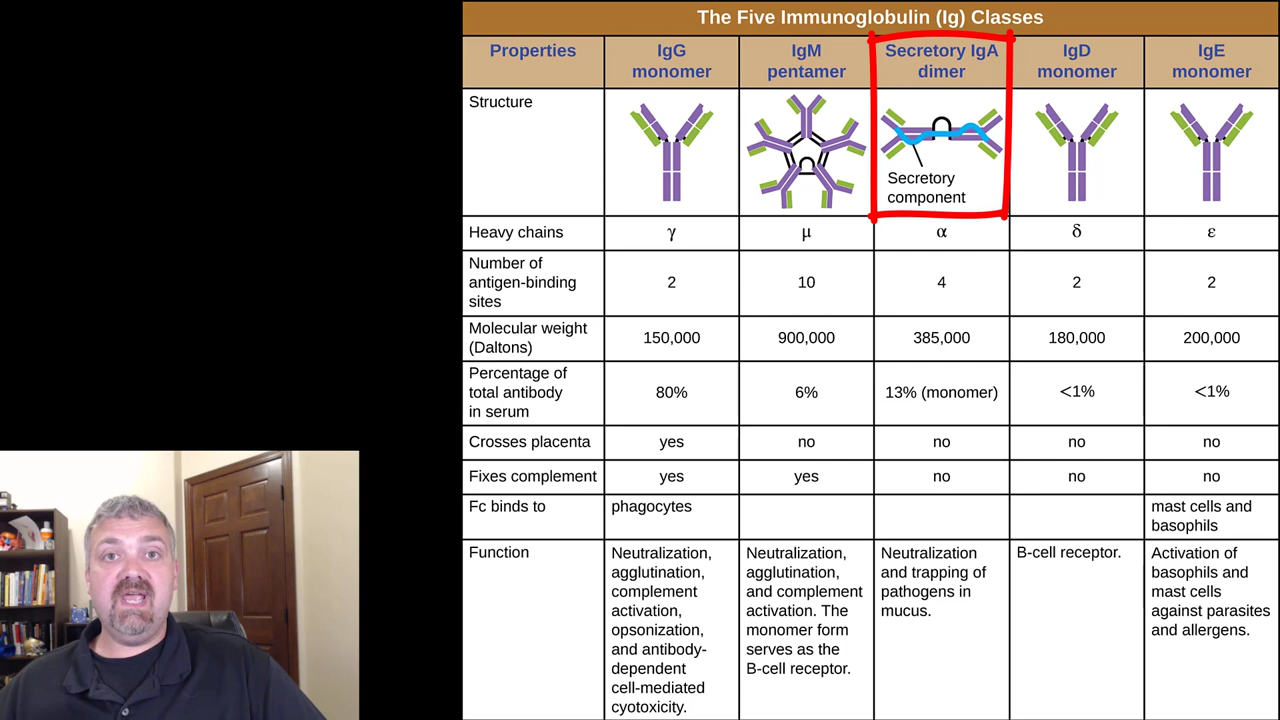 The Five Immunoglobulin (Ig) Classes
Properties
IgG
monomer
IgM
pentamer
Secretory IgA
dimer
IgD
monomer
IgE
monomer
Structure
Secretory
component
Heavy chains
γ
μ
α
δ
ε
Number of
antigen-binding
sites
2
10
4
2
2
Molecular weight
(Daltons)
150,000
900,000
385,000
180,000
200,000
Percentage of
total antibody
in serum
80%
6%
13% (monomer)
<1%
<1%
Crosses placenta
yes
no
no
no
no
Fixes complement
yes
yes
no
no
no
Fc binds to
phagocytes
mast cells and
basophils
Function
Neutralization,
agglutination,
complement
activation,
opsonization,
and antibody-
dependent
cell-mediated
cyotoxicity.
Neutralization,
agglutination,
and complement
activation. The
monomer form
serves as the
B-cell receptor.
Neutralization
and trapping of
pathogens in
mucus.
B-cell receptor.
Activation of
basophils and
mast cells
against parasites
and allergens.